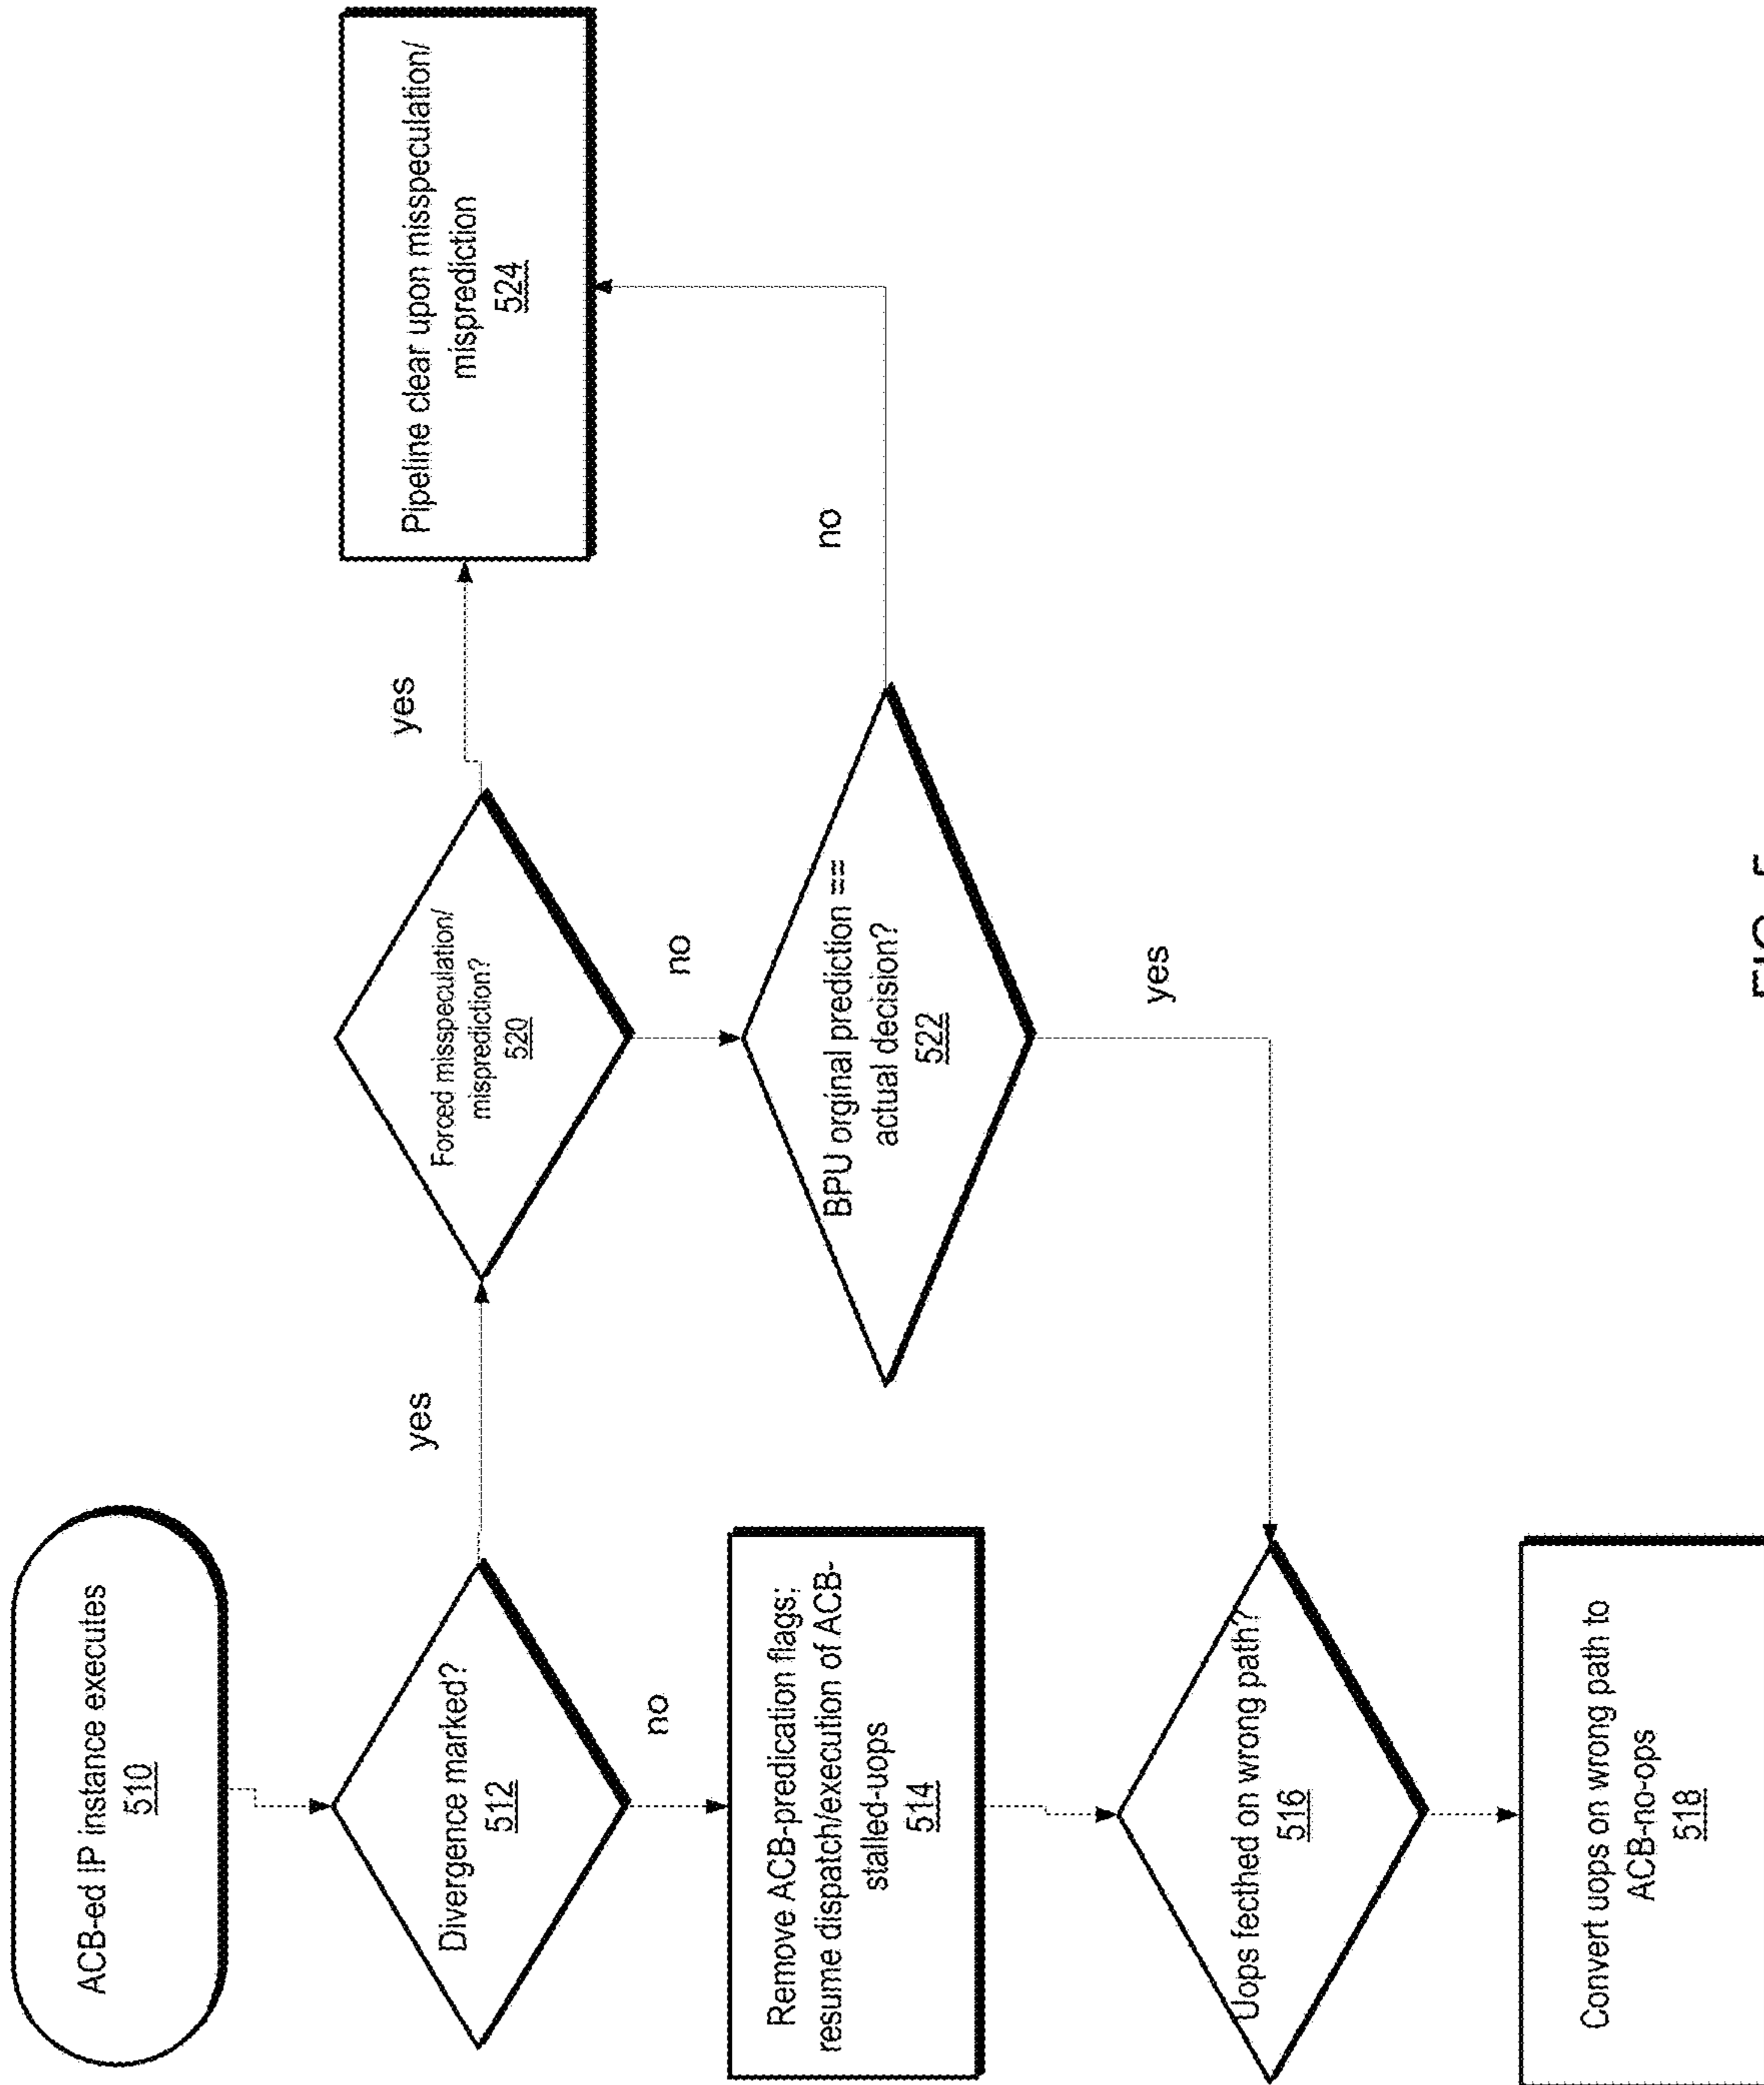 ACB-ed IP instance executes
510
Divergence marked?
512
yes
no
Forced misspeculation/
misprediction?
520
yes
no
Pipeline clear upon misspeculation/
misprediction
524
BPU orginal prediction ==
actual decision?
522
no
yes
Remove ACB-predication flags:
resume dispatch/execution of ACB-
stalled-uops
514
Uops fecthed on wrong path?
516
Convert uops on wrong path to
ACB-no-ops
518